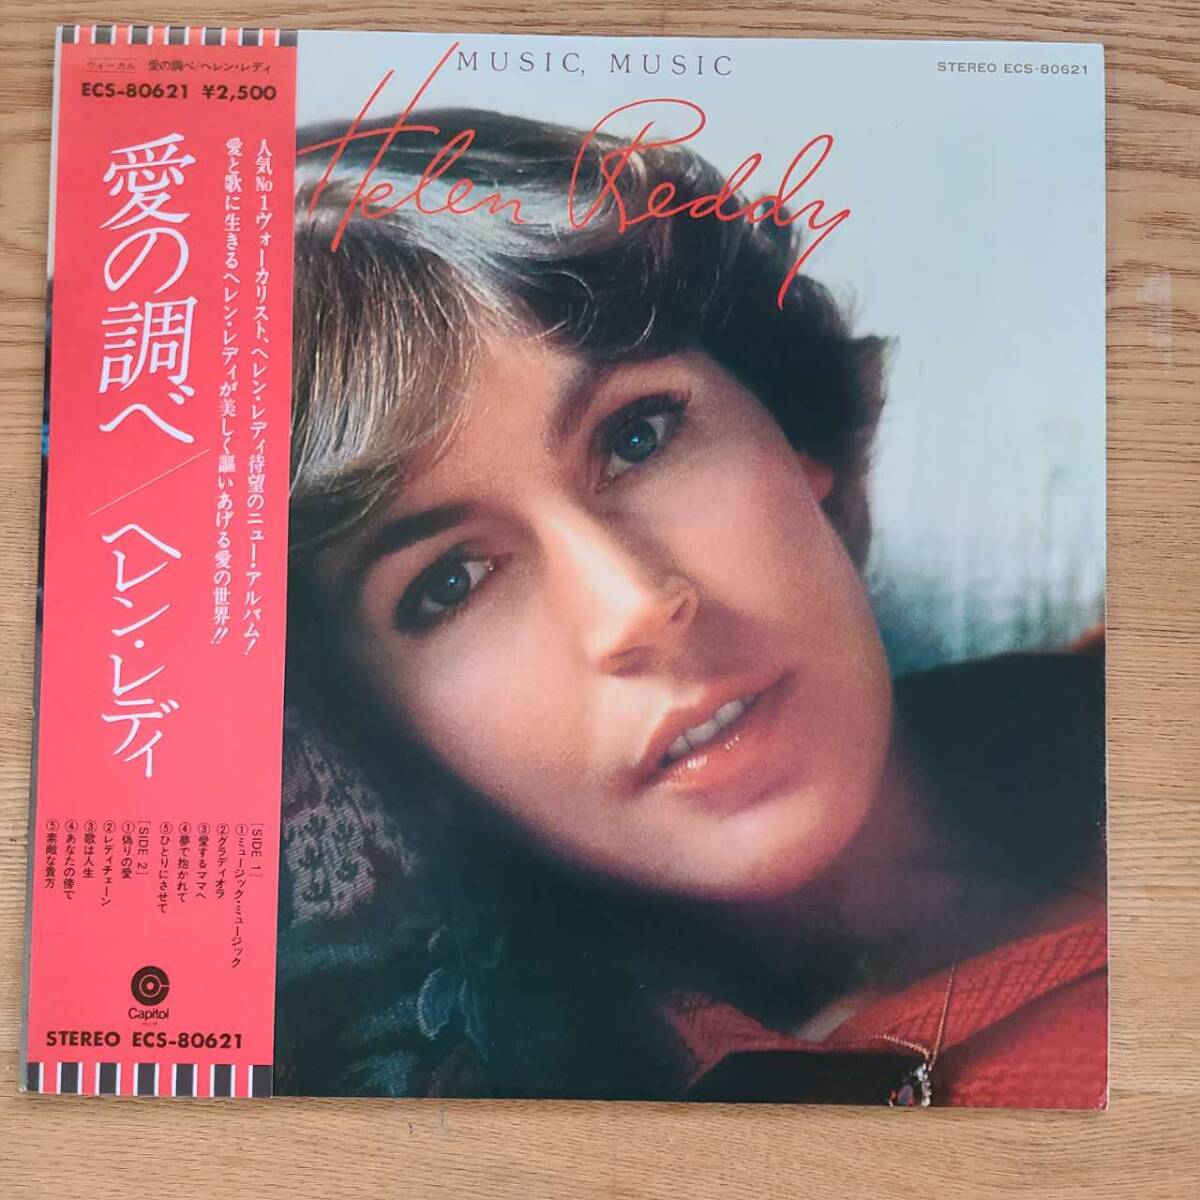 ヴォーカル 愛の調べ/ヘレン・レディ
ECS-80621 ¥2,500
人気No1ヴォーカリスト、ヘレン・レディ待望のニュー・アルバム!
愛と歌に生きるヘレン・レディが美しく謳いあげる愛の世界!!
愛の調べ/ヘレン・レディ
[SIDE 1]
①ミュージック・ミュージック
②グラディオラ
③愛するママへ
④夢で抱かれて
⑤ひとりにさせて
[SIDE 2]
①偽りの愛
②レディチェーン
③歌は人生
④あなたの傍で
⑤素敵な貴方
Capitol
STEREO ECS-80621
MUSIC, MUSIC
STEREO ECS-80621
Helen Reddy